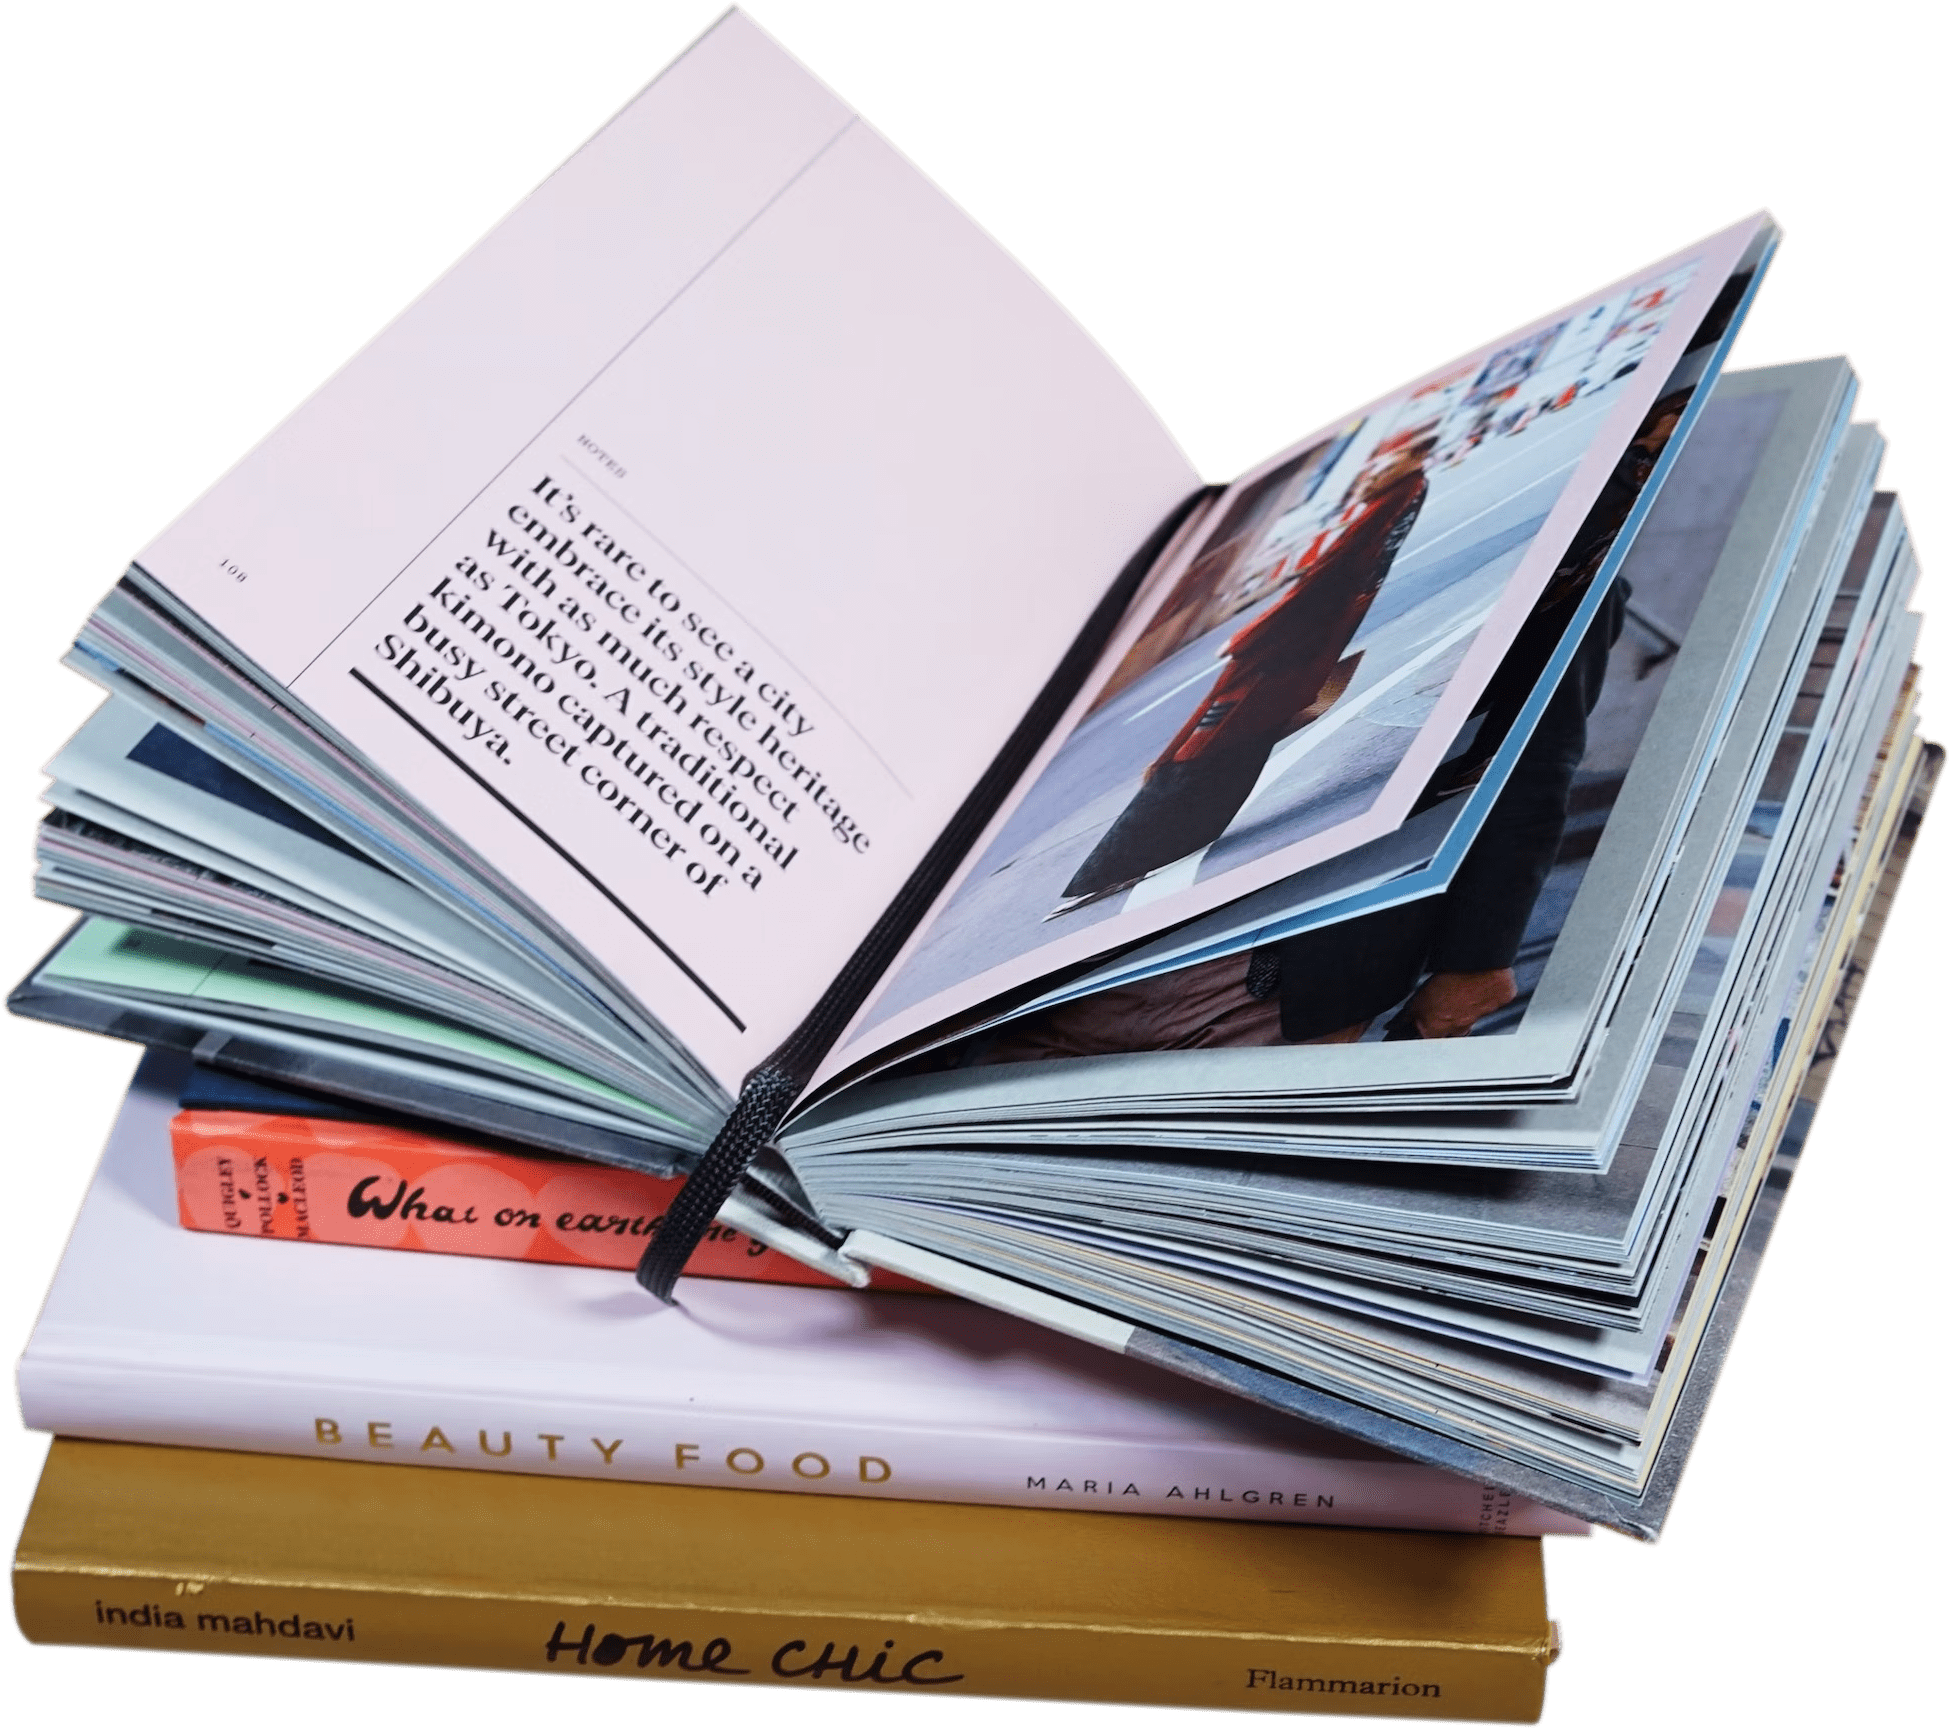 NOTES
It's rare to see a city
embrace its style heritage
with as much respect
as Tokyo. A traditional
kimono captured on a
busy street corner of
Shibuya.
108
QUIGLEY
POLLOCK
MACLEOD
What on earth
BEAUTY FOOD
MARIA AHLGREN
india mahdavi
Home CHiC
Flammarion